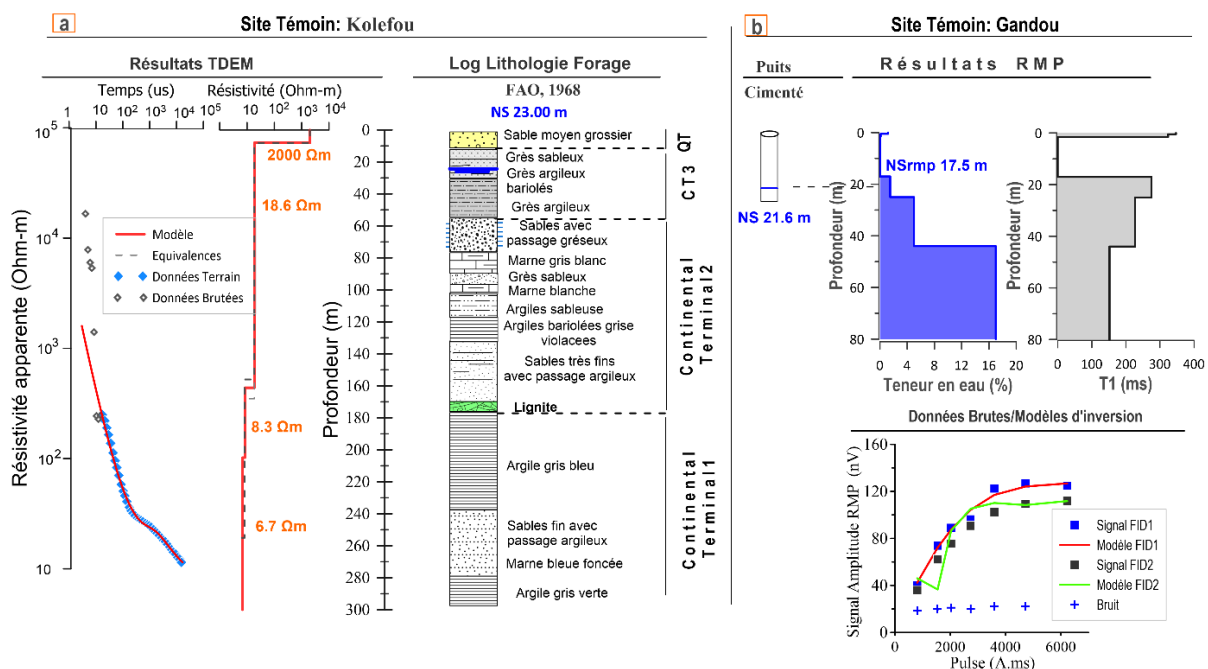 a
Site Témoin: Kolefou
Résultats TDEM
Temps (us)
1 10 10³ 10⁵
Résistivité (Ohm-m)
10 10³ 10⁵
Résistivité apparente (Ohm-m)
10⁵
10⁴
10³
10²
10
Modèle
Equivalences
Données Terrain
Données Brutées
2000 Ωm
18.6 Ωm
8.3 Ωm
6.7 Ωm
Profondeur (m)
0
20
40
60
80
100
120
140
160
180
200
220
240
260
280
300
Log Lithologie Forage
FAO, 1968
NS 23.00 m
Sable moyen grossier
Grès sableux
Grès argileux
bariolés
Grès argileux
Sables avec
passage gréseux
Marne gris blanc
Grès sableux
Marne blanche
Argiles sableuse
Argiles bariolées grise
violacees
Sables très fins
avec passage argileux
Lignite
Argile gris bleu
Sables fin avec
passage argileux
Marne bleue foncée
Argile gris verte
QT
CT3
Continental
Terminal2
Continental
Terminal1
b
Site Témoin: Gandou
Puits
Cimenté
NS 21.6 m
Résultats RMP
NSrmp 17.5 m
Profondeur (m)
0
20
40
60
80
0 4 8 12 16 20
Teneur en eau (%)
Profondeur (m)
0
20
40
60
80
0 100 200 300 400
T1 (ms)
Données Brutes/Modèles d'inversion
Signal Amplitude RMP (nV)
160
120
80
40
0
0 2000 4000 6000
Pulse (A.ms)
Signal FID1
Modèle FID1
Signal FID2
Modèle FID2
Bruit